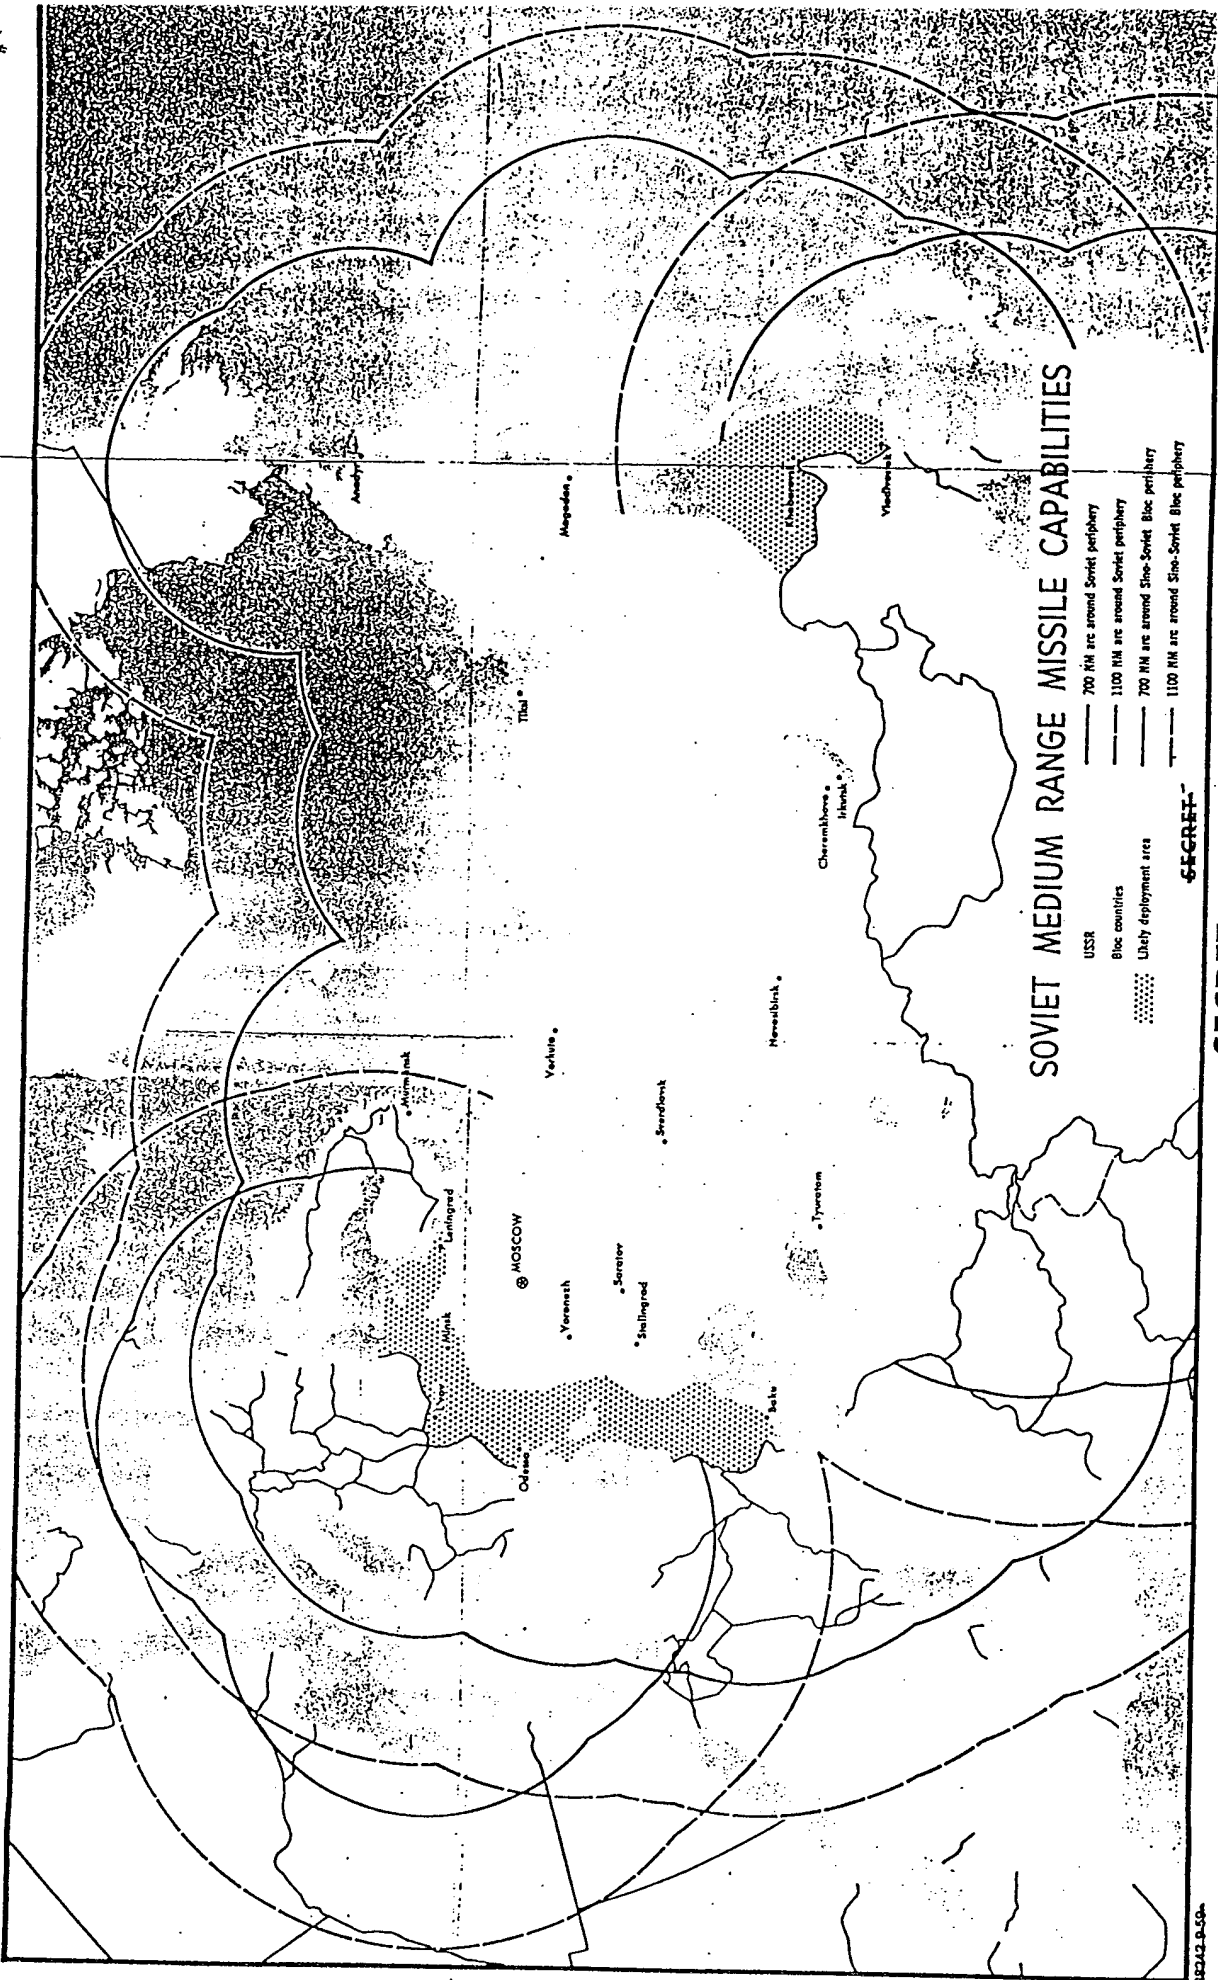 Anadyr
Magadan
Tiksi
Khabarovsk
Vladivostok
Cheremkhovo
Irkutsk
Murmansk
Vorkuta
Novosibirsk
Sverdlovsk
Leningrad
MOSCOW
Tyuratam
Minsk
Voronezh
Saratov
Stalingrad
Odessa
Baku
SOVIET MEDIUM RANGE MISSILE CAPABILITIES
USSR
Bloc countries
Likely deployment area
700 NM arc around Soviet periphery
1100 NM arc around Soviet periphery
700 NM arc around Sino-Soviet Bloc periphery
1100 NM arc around Sino-Soviet Bloc periphery
SECRET